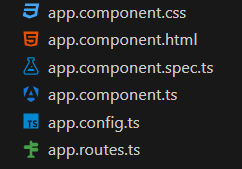 app.component.css
app.component.html
app.component.spec.ts
app.component.ts
TS app.config.ts
app.routes.ts